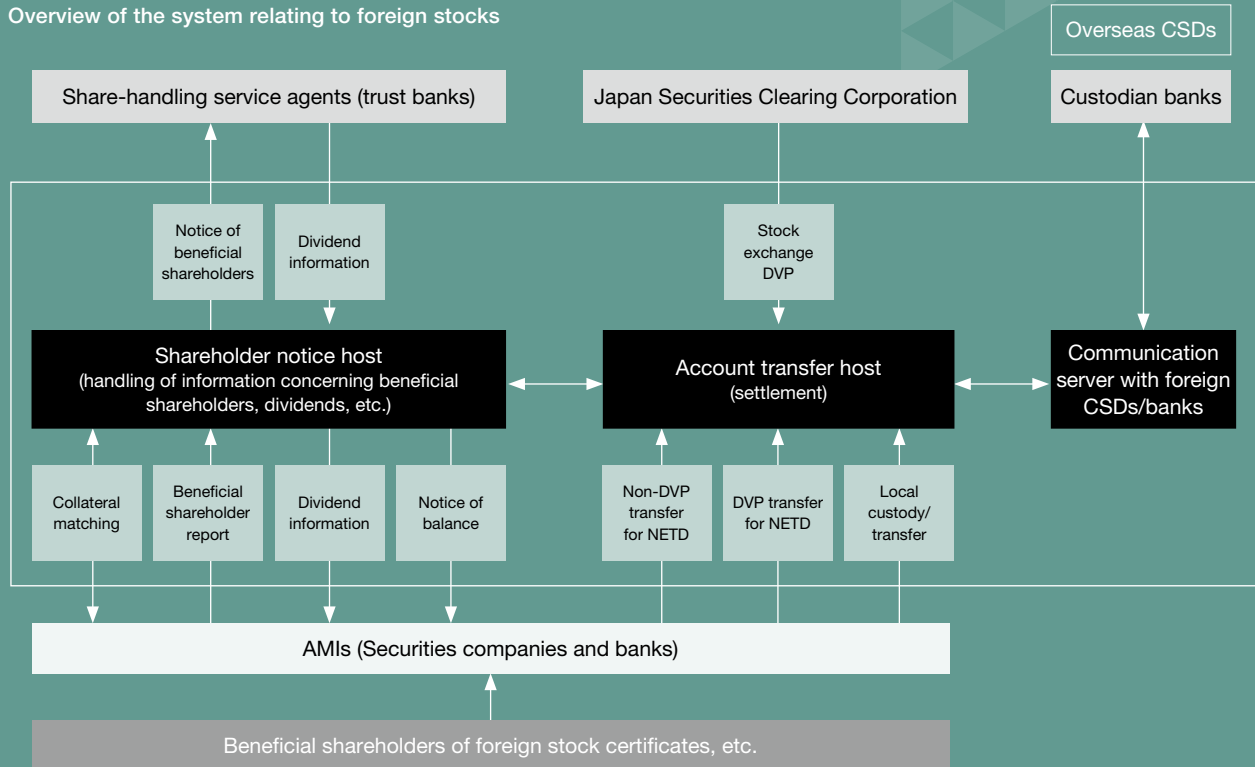 Overview of the system relating to foreign stocks
Overseas CSDs
Share-handling service agents (trust banks)
Japan Securities Clearing Corporation
Custodian banks
Notice of
beneficial
shareholders
Dividend
information
Stock
exchange
DVP
Shareholder notice host
(handling of information concerning beneficial
shareholders, dividends, etc.)
Account transfer host
(settlement)
Communication
server with foreign
CSDs/banks
Collateral
matching
Beneficial
shareholder
report
Dividend
information
Notice of
balance
Non-DVP
transfer
for NETD
DVP transfer
for NETD
Local
custody/
transfer
AMIs (Securities companies and banks)
Beneficial shareholders of foreign stock certificates, etc.